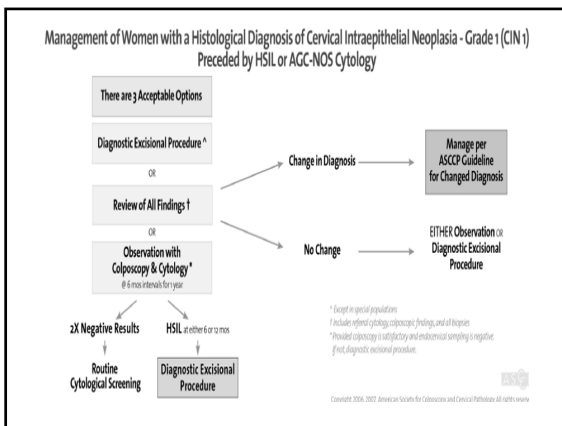 Management of Women with a Histological Diagnosis of Cervical Intraepithelial Neoplasia - Grade 1 (CIN 1)
Preceded by HSIL or AGC-NOS Cytology
There are 3 Acceptable Options
Diagnostic Excisional Procedure ^
OR
Review of All Findings †
OR
Observation with
Colposcopy & Cytology *
@ 6 mos intervals for 1 year
Change in Diagnosis
Manage per
ASCCP Guideline
for Changed Diagnosis
No Change
EITHER Observation OR
Diagnostic Excisional
Procedure
2X Negative Results
HSIL at either 6 or 12 mos
Routine
Cytological Screening
Diagnostic Excisional
Procedure
^ Except in special populations
† Includes referral cytology, colposcopic findings, and all biopsies
* Provided colposcopy is satisfactory and endocervical sampling is negative.
If not, diagnostic excisional procedure.
Copyright 2006, 2007, American Society for Colposcopy and Cervical Pathology. All rights reserve